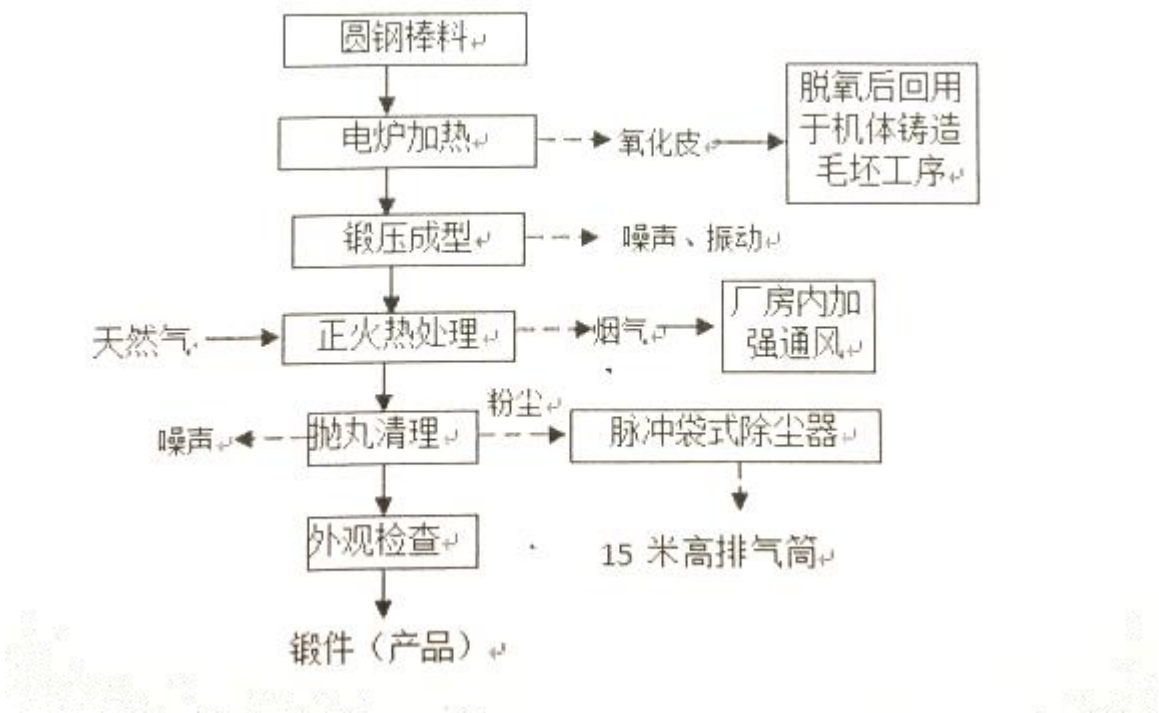 圆钢棒料
电炉加热
氧化皮
脱氧后回用
于机体铸造
毛坯工序
锻压成型
噪声、振动
天然气
正火热处理
烟气
厂房内加
强通风
噪声
抛丸清理
粉尘
脉冲袋式除尘器
外观检查
15 米高排气筒
锻件（产品）